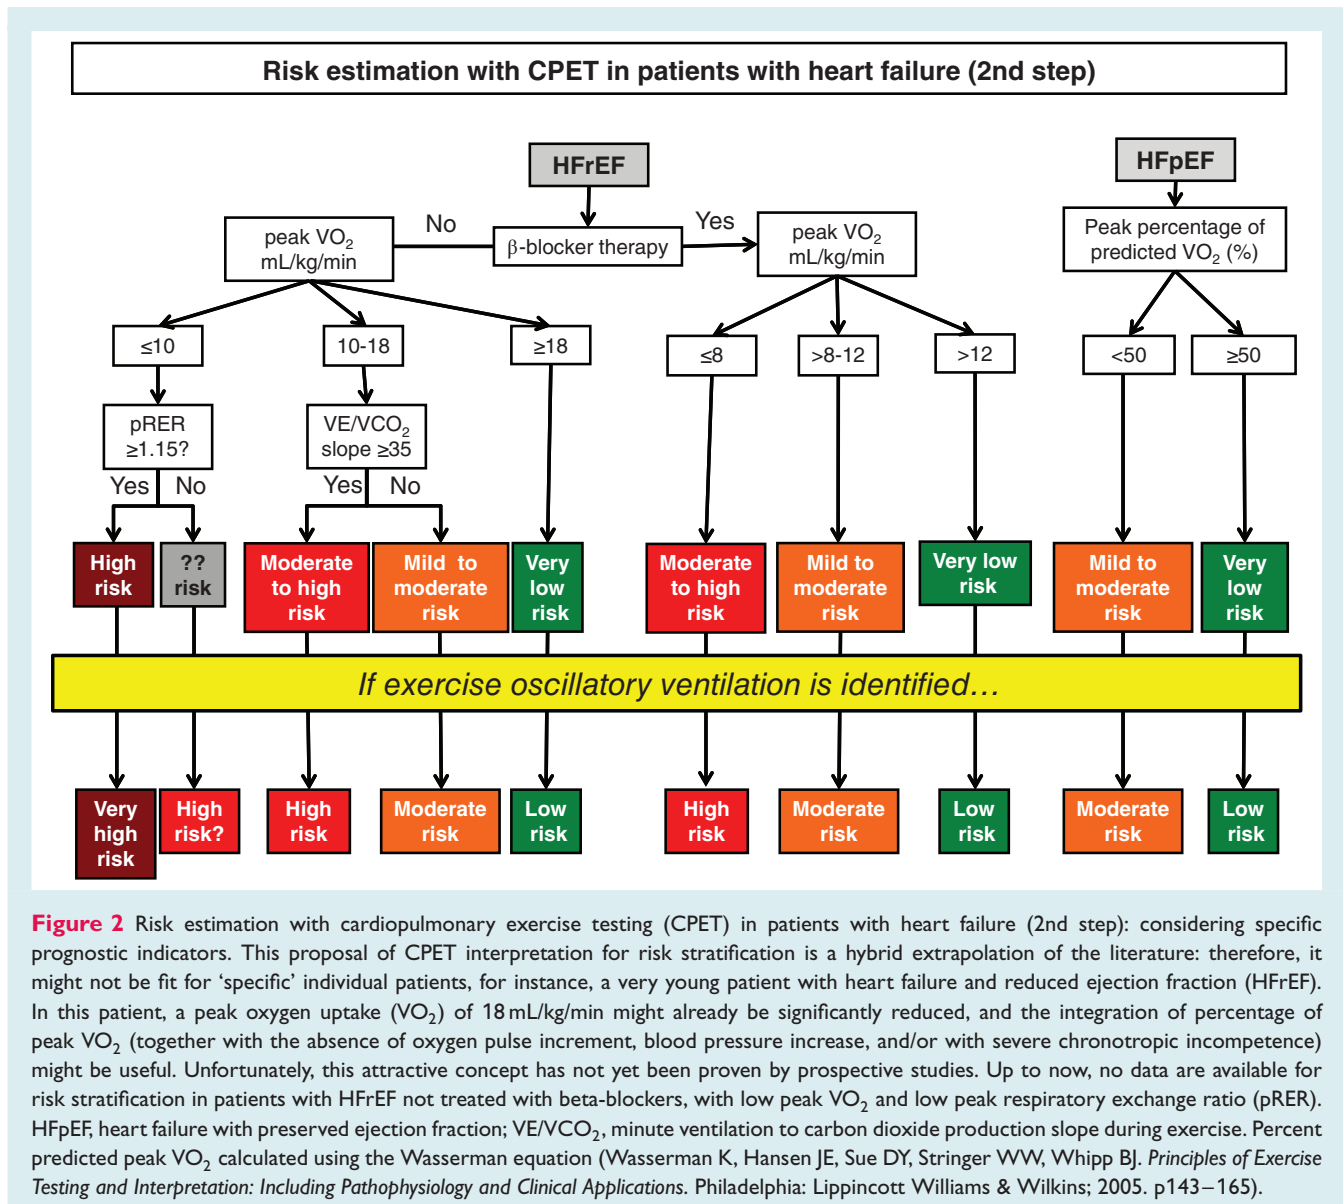 Risk estimation with CPET in patients with heart failure (2nd step)
HFrEF
HFpEF
peak VO₂
mL/kg/min
No
β-blocker therapy
Yes
peak VO₂
mL/kg/min
Peak percentage of
predicted VO₂ (%)
≤10
10-18
≥18
≤8
>8-12
>12
<50
≥50
pRER
≥1.15?
VE/VCO₂
slope ≥35
Yes
No
Yes
No
High
risk
??
risk
Moderate
to high
risk
Mild to
moderate
risk
Very
low
risk
Moderate
to high
risk
Mild to
moderate
risk
Very low
risk
Mild to
moderate
risk
Very
low
risk
If exercise oscillatory ventilation is identified…
Very
high
risk
High
risk?
High
risk
Moderate
risk
Low
risk
High
risk
Moderate
risk
Low
risk
Moderate
risk
Low
risk
Figure 2 Risk estimation with cardiopulmonary exercise testing (CPET) in patients with heart failure (2nd step): considering specific
prognostic indicators. This proposal of CPET interpretation for risk stratification is a hybrid extrapolation of the literature: therefore, it
might not be fit for ‘specific’ individual patients, for instance, a very young patient with heart failure and reduced ejection fraction (HFrEF).
In this patient, a peak oxygen uptake (VO₂) of 18 mL/kg/min might already be significantly reduced, and the integration of percentage of
peak VO₂ (together with the absence of oxygen pulse increment, blood pressure increase, and/or with severe chronotropic incompetence)
might be useful. Unfortunately, this attractive concept has not yet been proven by prospective studies. Up to now, no data are available for
risk stratification in patients with HFrEF not treated with beta-blockers, with low peak VO₂ and low peak respiratory exchange ratio (pRER).
HFpEF, heart failure with preserved ejection fraction; VE/VCO₂, minute ventilation to carbon dioxide production slope during exercise. Percent
predicted peak VO₂ calculated using the Wasserman equation (Wasserman K, Hansen JE, Sue DY, Stringer WW, Whipp BJ. Principles of Exercise
Testing and Interpretation: Including Pathophysiology and Clinical Applications. Philadelphia: Lippincott Williams & Wilkins; 2005. p143–165).